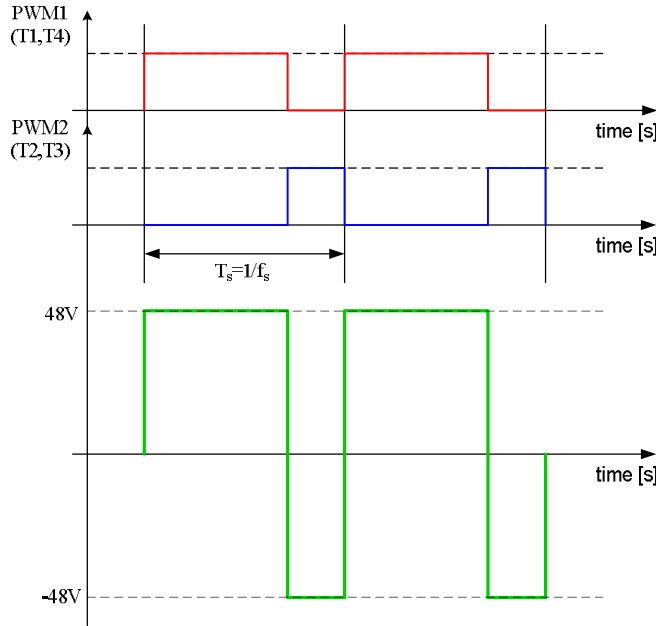 PWM1
(T1,T4)
time [s]
PWM2
(T2,T3)
time [s]
Ts=1/fs
48V
time [s]
-48V